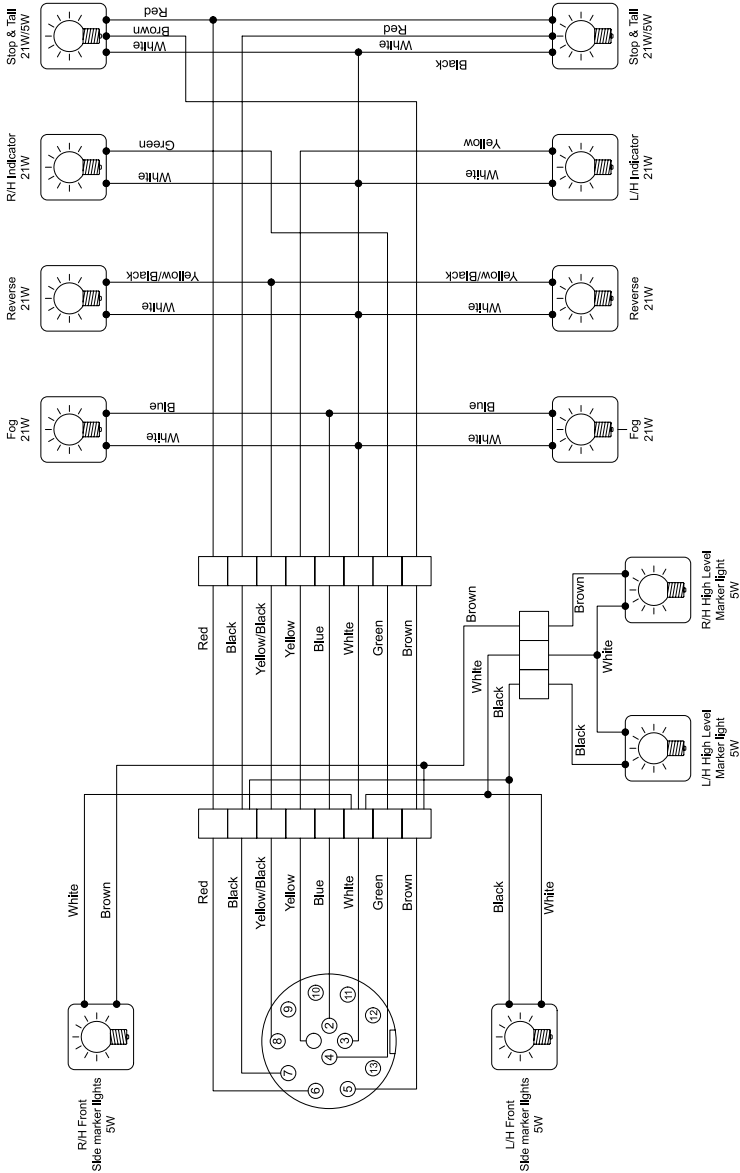 Stop & Tail
21W/5W
Red
Brown
White
Red
White
Black
Stop & Tail
21W/5W
R/H Indicator
21W
Green
White
Yellow
White
L/H Indicator
21W
Reverse
21W
Yellow/Black
White
Yellow/Black
White
Reverse
21W
Fog
21W
Blue
White
Blue
White
Fog
21W
Red
Black
Yellow/Black
Yellow
Blue
White
Green
Brown
Brown
White
Black
Brown
White
Black
R/H High Level
Marker light
5W
L/H High Level
Marker light
5W
White
Brown
Red
Black
Yellow/Black
Yellow
Blue
White
Green
Brown
Black
White
2
3
4
5
6
7
8
9
10
11
12
13
R/H Front
Side marker lights
5W
L/H Front
Side marker lights
5W